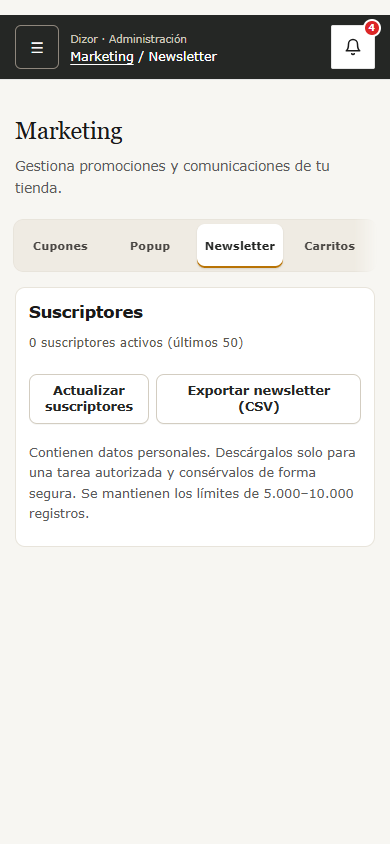 Dizor · Administración
Marketing / Newsletter
4
Marketing
Gestiona promociones y comunicaciones de tu
tienda.
Cupones
Popup
Newsletter
Carritos
Suscriptores
0 suscriptores activos (últimos 50)
Actualizar
suscriptores
Exportar newsletter
(CSV)
Contienen datos personales. Descárgalos solo para
una tarea autorizada y consérvalos de forma
segura. Se mantienen los límites de 5.000–10.000
registros.